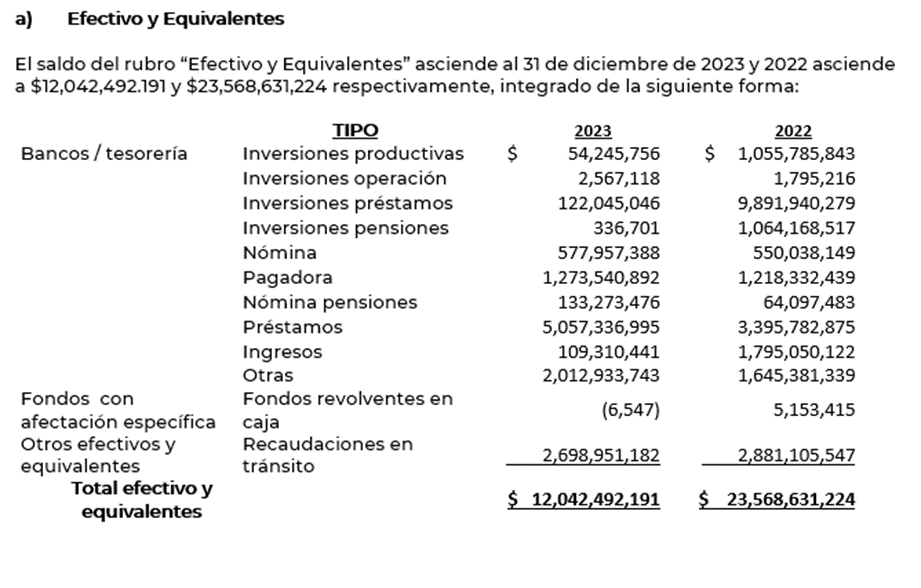 a) Efectivo y Equivalentes
El saldo del rubro “Efectivo y Equivalentes” asciende al 31 de diciembre de 2023 y 2022 asciende
a $12,042,492.191 y $23,568,631,224 respectivamente, integrado de la siguiente forma:
TIPO 2023 2022
Bancos / tesorería Inversiones productivas $ 54,245,756 $ 1,055,785,843
Inversiones operación 2,567,118 1,795,216
Inversiones préstamos 122,045,046 9,891,940,279
Inversiones pensiones 336,701 1,064,168,517
Nómina 577,957,388 550,038,149
Pagadora 1,273,540,892 1,218,332,439
Nómina pensiones 133,273,476 64,097,483
Préstamos 5,057,336,995 3,395,782,875
Ingresos 109,310,441 1,795,050,122
Otras 2,012,933,743 1,645,381,339
Fondos con Fondos revolventes en
afectación específica caja (6,547) 5,153,415
Otros efectivos y Recaudaciones en
equivalentes tránsito 2,698,951,182 2,881,105,547
Total efectivo y
equivalentes $ 12,042,492,191 $ 23,568,631,224